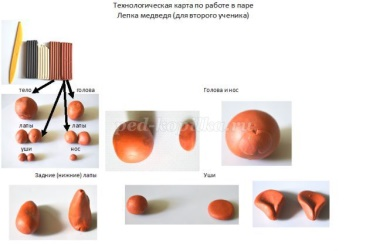 Технологическая карта по работе в паре
Лепка медведя (для второго ученика)
тело голова
Голова и нос
лапы лапы
уши нос
Задние (нижние) лапы
Уши